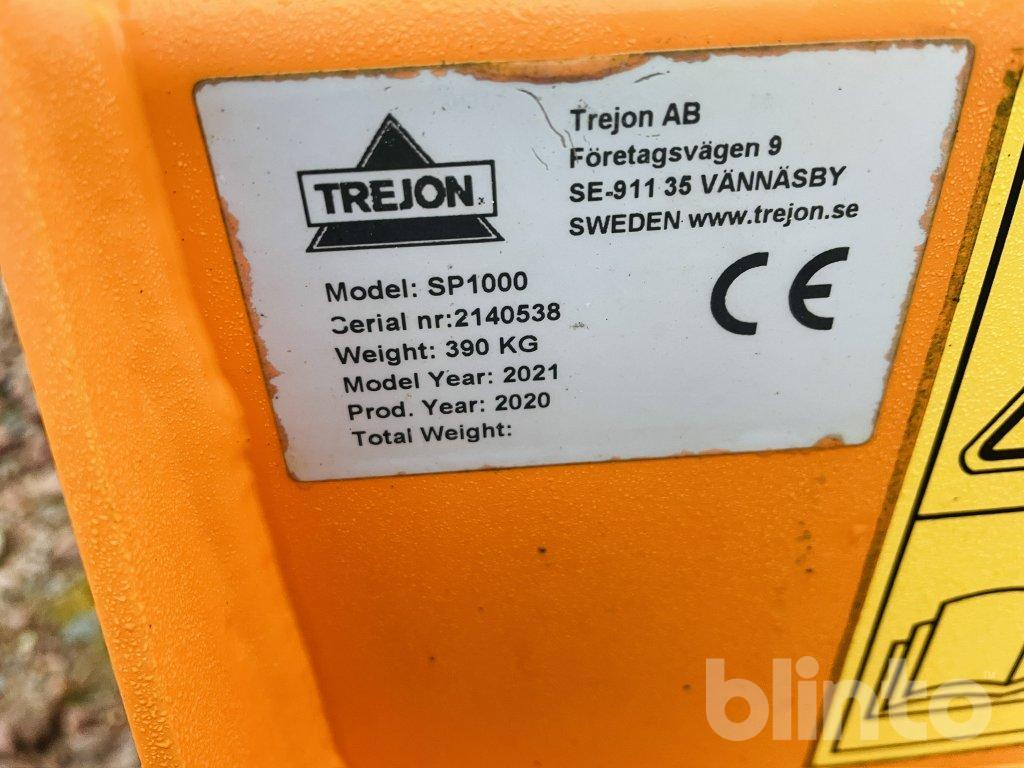 TREJON
Trejon AB
Företagsvägen 9
SE-911 35 VÄNNÄSBY
SWEDEN www.trejon.se
CE
Model: SP1000
Serial nr:2140538
Weight: 390 KG
Model Year: 2021
Prod. Year: 2020
Total Weight:
blinto